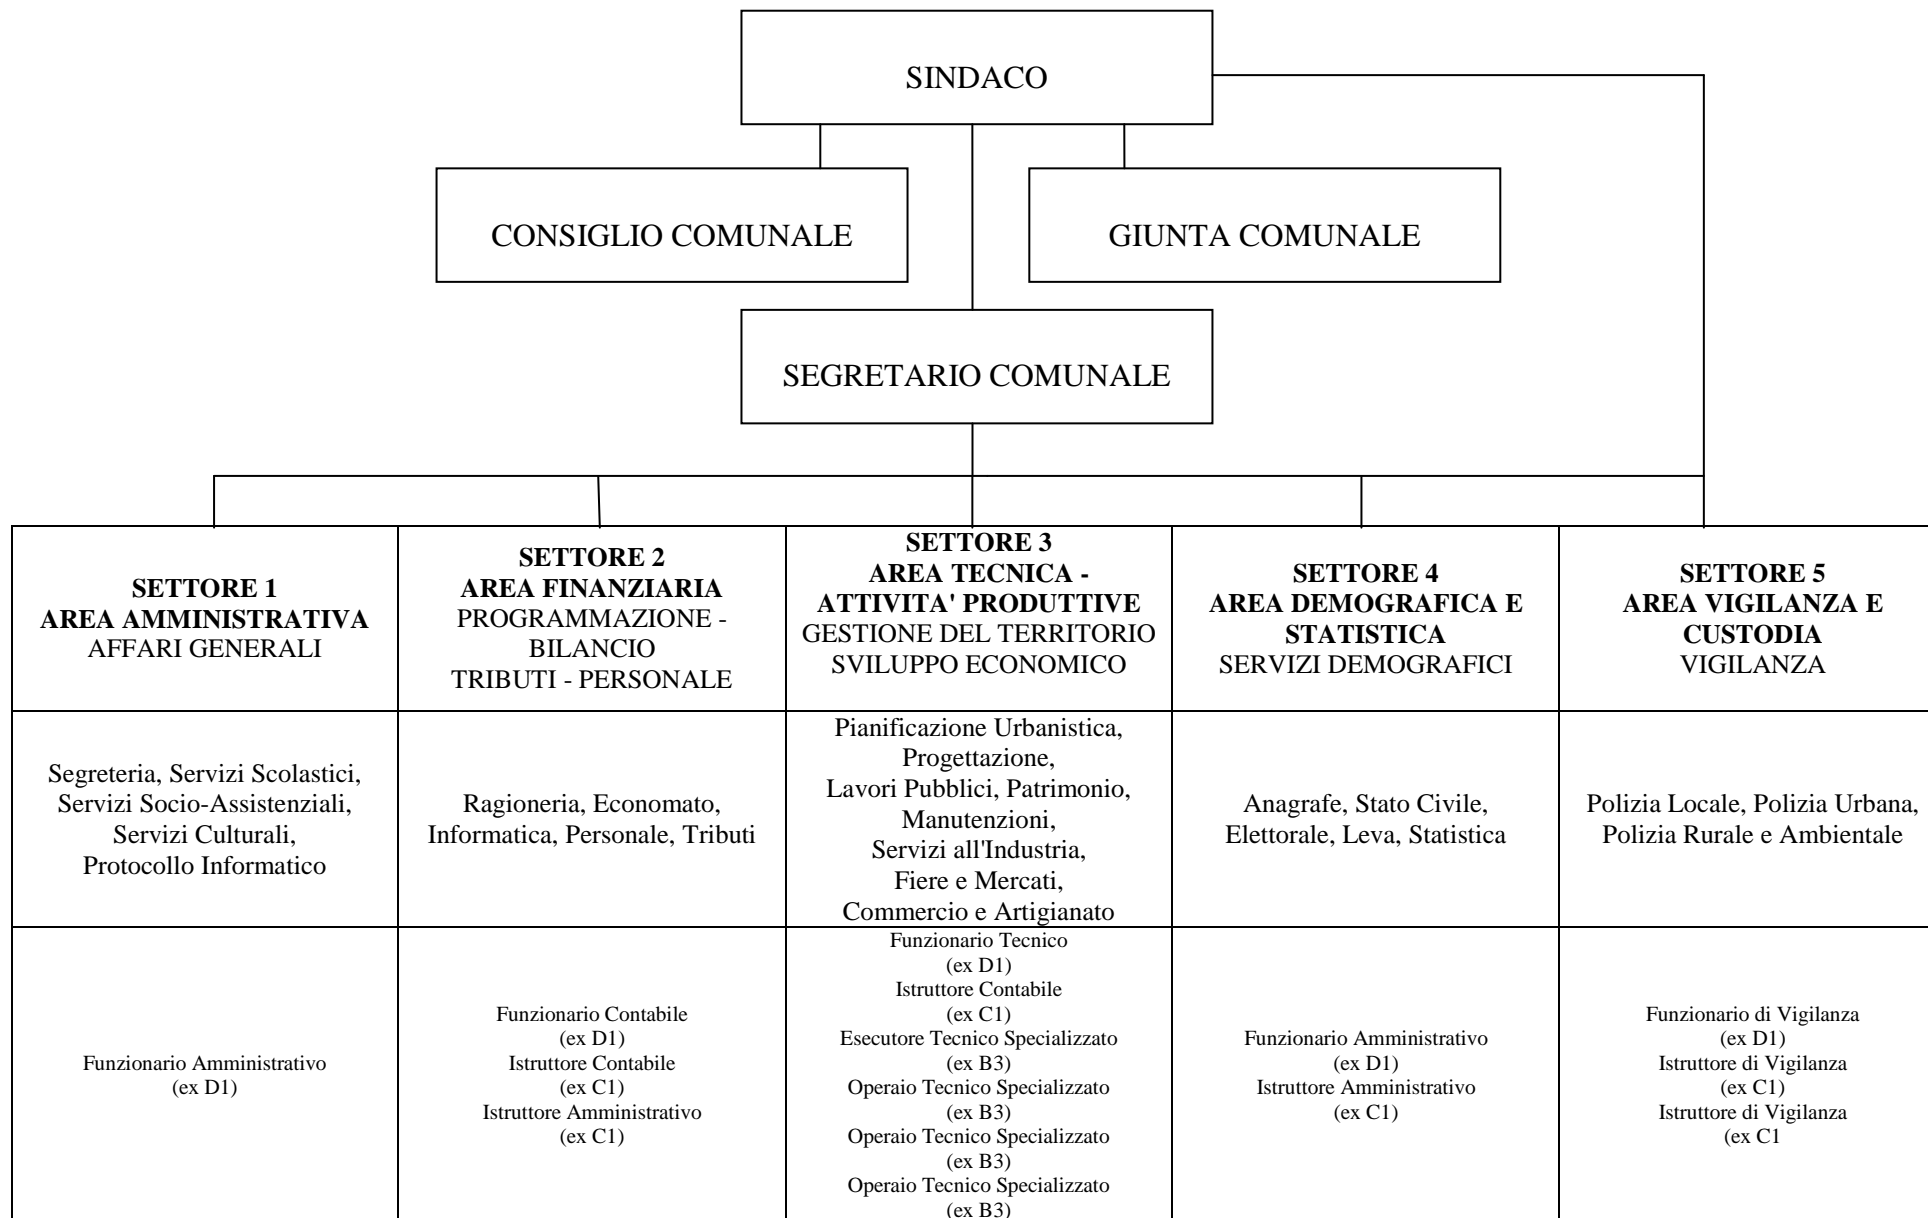 SINDACO
CONSIGLIO COMUNALE
GIUNTA COMUNALE
SEGRETARIO COMUNALE
SETTORE 1
AREA AMMINISTRATIVA
AFFARI GENERALI
SETTORE 2
AREA FINANZIARIA
PROGRAMMAZIONE -
BILANCIO
TRIBUTI - PERSONALE
SETTORE 3
AREA TECNICA -
ATTIVITA' PRODUTTIVE
GESTIONE DEL TERRITORIO
SVILUPPO ECONOMICO
SETTORE 4
AREA DEMOGRAFICA E
STATISTICA
SERVIZI DEMOGRAFICI
SETTORE 5
AREA VIGILANZA E
CUSTODIA
VIGILANZA
Segreteria, Servizi Scolastici,
Servizi Socio-Assistenziali,
Servizi Culturali,
Protocollo Informatico
Ragioneria, Economato,
Informatica, Personale, Tributi
Pianificazione Urbanistica,
Progettazione,
Lavori Pubblici, Patrimonio,
Manutenzioni,
Servizi all'Industria,
Fiere e Mercati,
Commercio e Artigianato
Anagrafe, Stato Civile,
Elettorale, Leva, Statistica
Polizia Locale, Polizia Urbana,
Polizia Rurale e Ambientale
Funzionario Amministrativo
(ex D1)
Funzionario Contabile
(ex D1)
Istruttore Contabile
(ex C1)
Istruttore Amministrativo
(ex C1)
Funzionario Tecnico
(ex D1)
Istruttore Contabile
(ex C1)
Esecutore Tecnico Specializzato
(ex B3)
Operaio Tecnico Specializzato
(ex B3)
Operaio Tecnico Specializzato
(ex B3)
Operaio Tecnico Specializzato
(ex B3)
Funzionario Amministrativo
(ex D1)
Istruttore Amministrativo
(ex C1)
Funzionario di Vigilanza
(ex D1)
Istruttore di Vigilanza
(ex C1)
Istruttore di Vigilanza
(ex C1